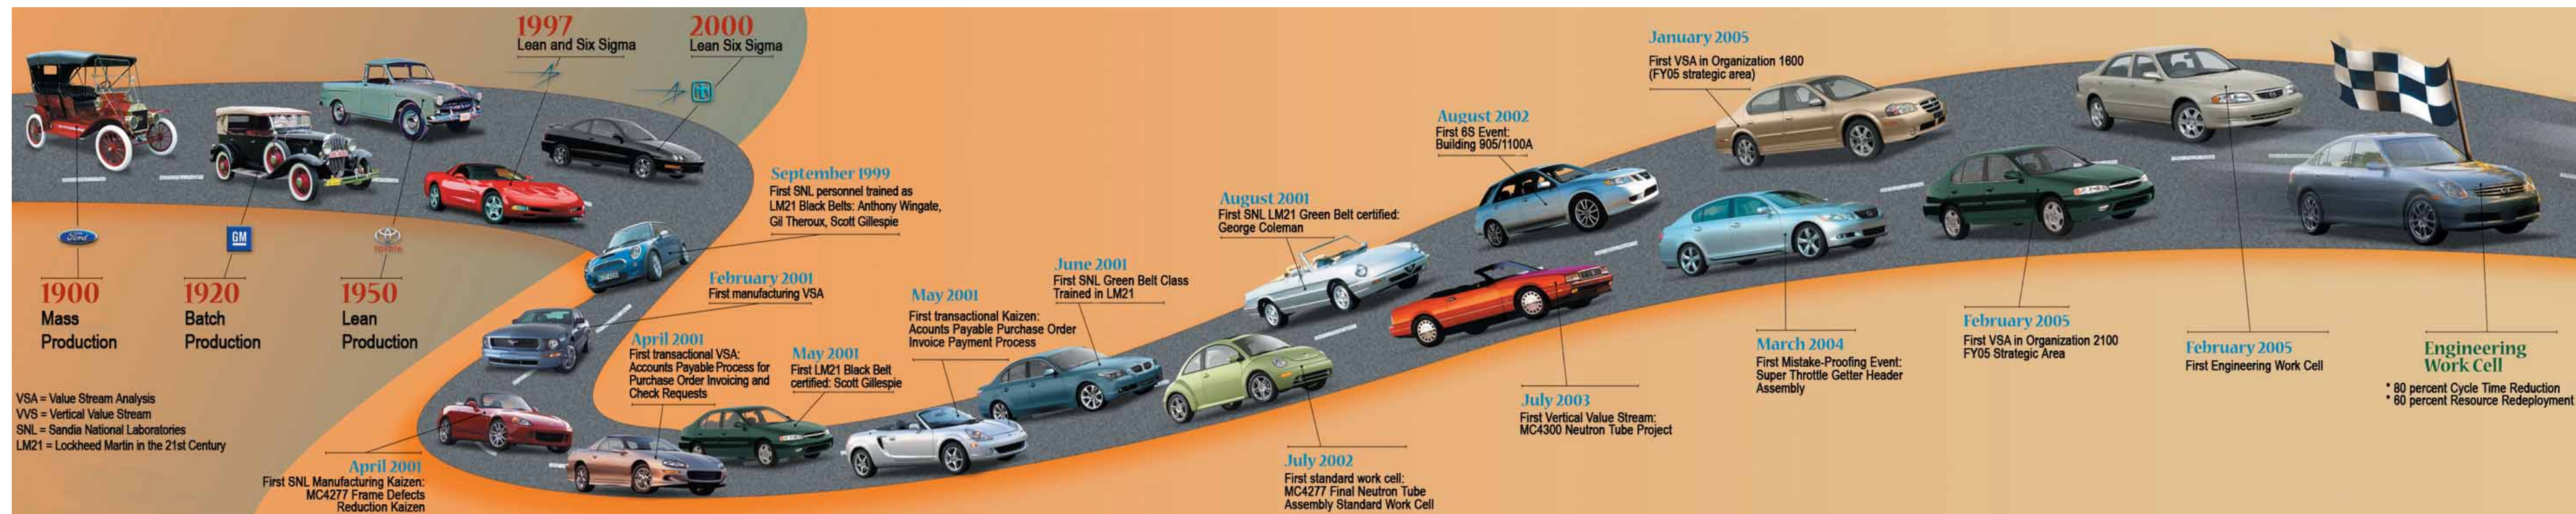 1997
Lean and Six Sigma
2000
Lean Six Sigma
Ford
GM
TOYOTA
1900
Mass
Production
1920
Batch
Production
1950
Lean
Production
VSA = Value Stream Analysis
VVS = Vertical Value Stream
SNL = Sandia National Laboratories
LM21 = Lockheed Martin in the 21st Century
September 1999
First SNL personnel trained as
LM21 Black Belts: Anthony Wingate,
Gil Theroux, Scott Gillespie
February 2001
First manufacturing VSA
April 2001
First SNL Manufacturing Kaizen:
MC4277 Frame Defects
Reduction Kaizen
April 2001
First transactional VSA:
Accounts Payable Process for
Purchase Order Invoicing and
Check Requests
May 2001
First LM21 Black Belt
certified: Scott Gillespie
May 2001
First transactional Kaizen:
Acounts Payable Purchase Order
Invoice Payment Process
June 2001
First SNL Green Belt Class
Trained in LM21
August 2001
First SNL LM21 Green Belt certified:
George Coleman
July 2002
First standard work cell:
MC4277 Final Neutron Tube
Assembly Standard Work Cell
August 2002
First 6S Event:
Building 905/1100A
July 2003
First Vertical Value Stream:
MC4300 Neutron Tube Project
January 2005
First VSA in Organization 1600
(FY05 strategic area)
March 2004
First Mistake-Proofing Event:
Super Throttle Getter Header
Assembly
February 2005
First VSA in Organization 2100
FY05 Strategic Area
February 2005
First Engineering Work Cell
Engineering
Work Cell
* 80 percent Cycle Time Reduction
* 60 percent Resource Redeployment